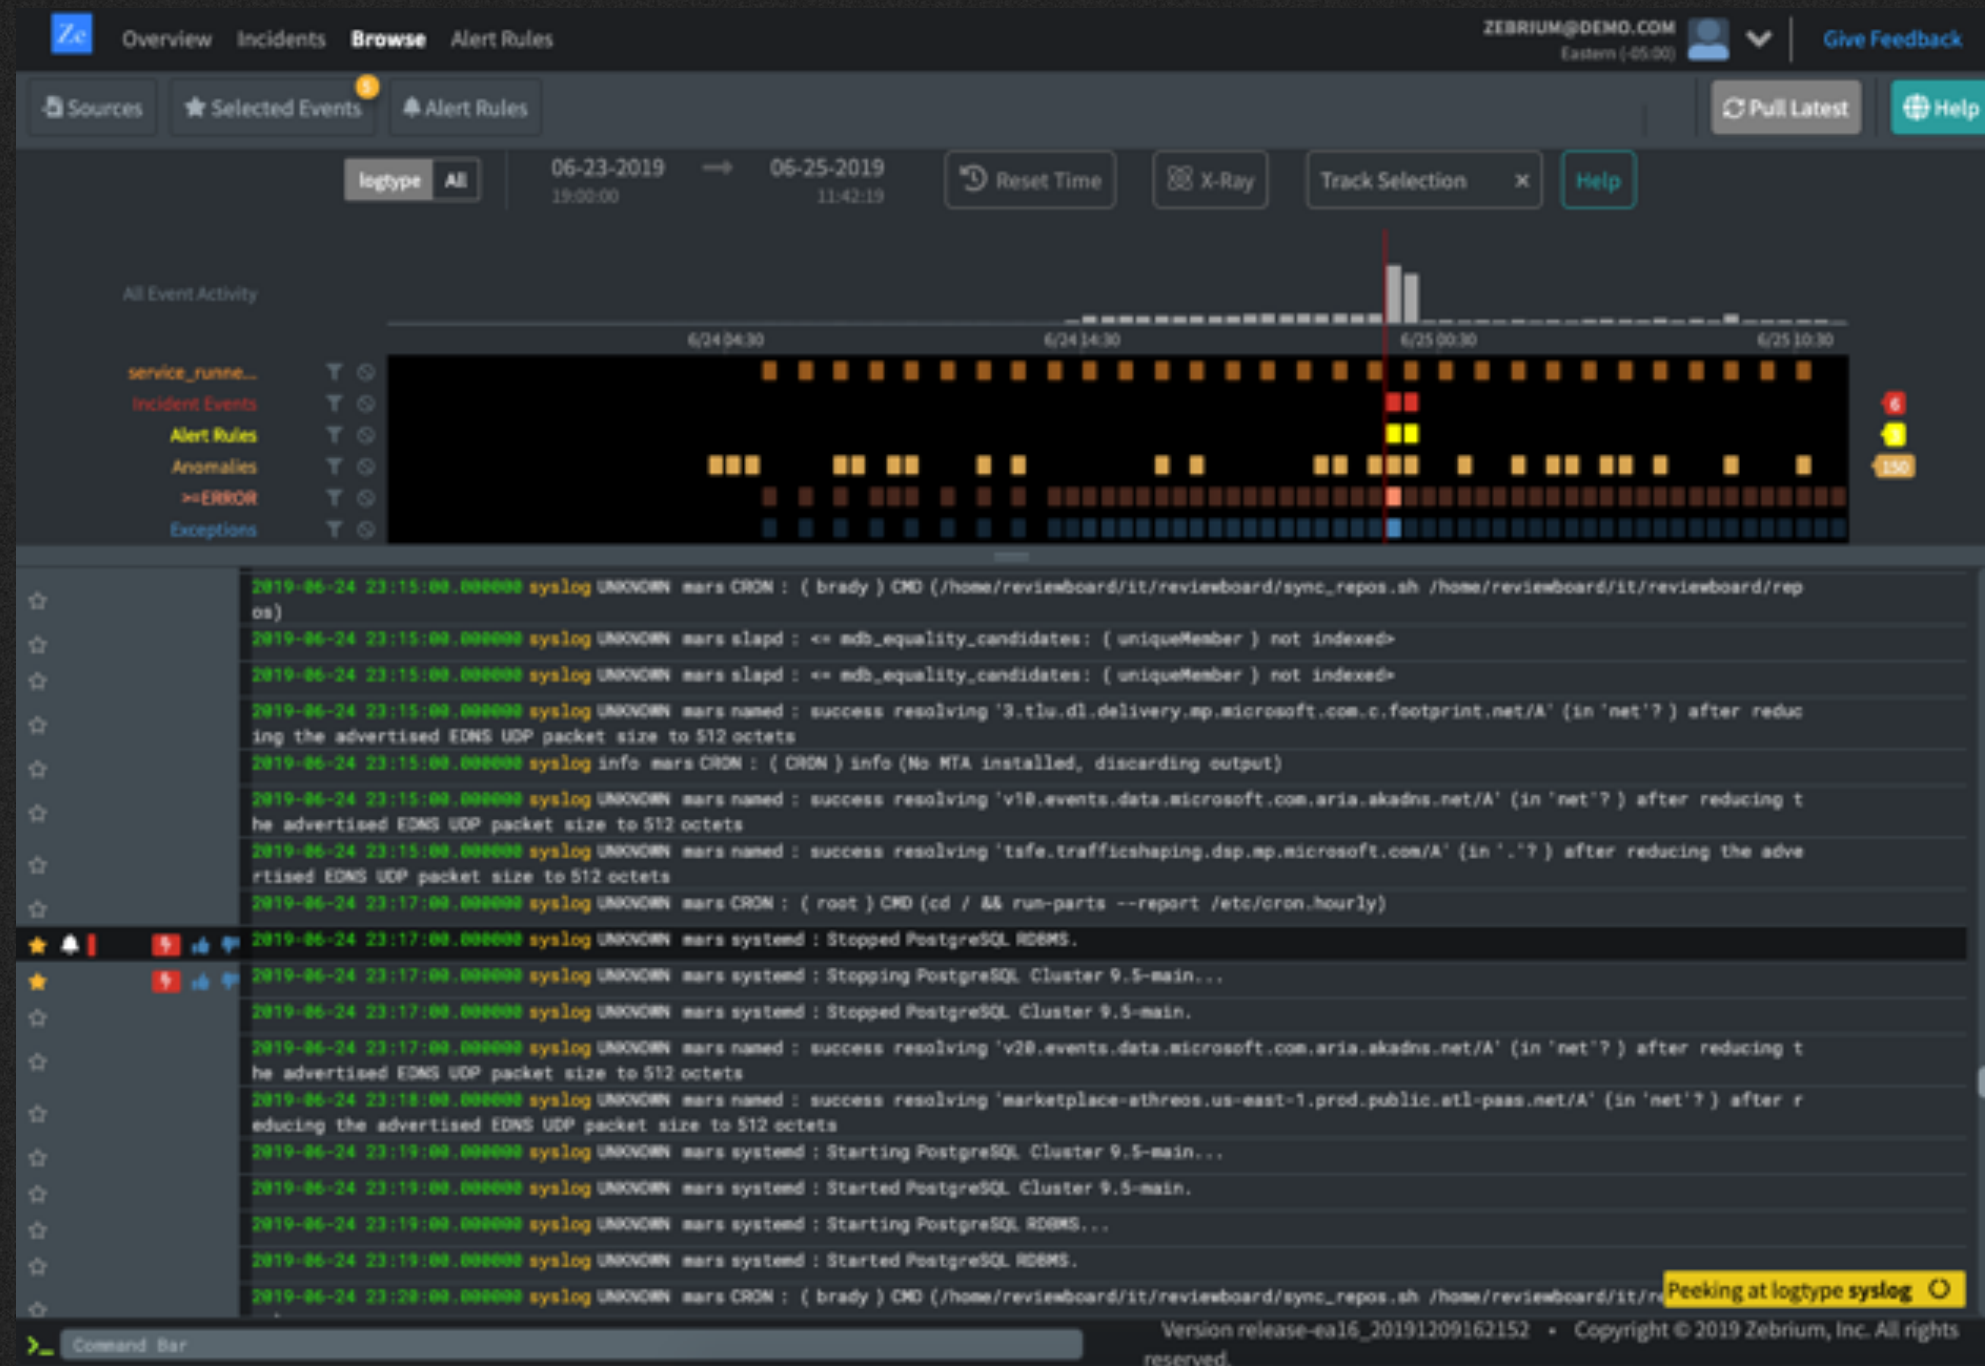 Ze Overview Incidents Browse Alert Rules ZEBRIUM@DEMO.COM Give Feedback
Eastern (-05:00)
Sources Selected Events 5 Alert Rules Pull Latest Help
logtype All 06-23-2019 06-25-2019 Reset Time X-Ray Track Selection × Help
19:00:00 11:42:19
All Event Activity
6/24 04:30 6/24 14:30 6/25 00:30 6/25 10:30
service_runne...
Incident Events 6
Alert Rules
Anomalies 150
>=ERROR
Exceptions
2019-06-24 23:15:00.000000 syslog UNKNOWN mars CRON : ( brady ) CMD (/home/reviewboard/it/reviewboard/sync_repos.sh /home/reviewboard/it/reviewboard/rep
os)
2019-06-24 23:15:00.000000 syslog UNKNOWN mars slapd : <= mdb_equality_candidates: ( uniqueMember ) not indexed>
2019-06-24 23:15:00.000000 syslog UNKNOWN mars slapd : <= mdb_equality_candidates: ( uniqueMember ) not indexed>
2019-06-24 23:15:00.000000 syslog UNKNOWN mars named : success resolving '3.tlu.dl.delivery.mp.microsoft.com.c.footprint.net/A' (in 'net'? ) after reduc
ing the advertised EDNS UDP packet size to 512 octets
2019-06-24 23:15:00.000000 syslog info mars CRON : ( CRON ) info (No MTA installed, discarding output)
2019-06-24 23:15:00.000000 syslog UNKNOWN mars named : success resolving 'v10.events.data.microsoft.com.aria.akadns.net/A' (in 'net'? ) after reducing t
he advertised EDNS UDP packet size to 512 octets
2019-06-24 23:15:00.000000 syslog UNKNOWN mars named : success resolving 'tsfe.trafficshaping.dsp.mp.microsoft.com/A' (in '.'? ) after reducing the adve
rtised EDNS UDP packet size to 512 octets
2019-06-24 23:17:00.000000 syslog UNKNOWN mars CRON : ( root ) CMD (cd / && run-parts --report /etc/cron.hourly)
2019-06-24 23:17:00.000000 syslog UNKNOWN mars systemd : Stopped PostgreSQL RDBMS.
2019-06-24 23:17:00.000000 syslog UNKNOWN mars systemd : Stopping PostgreSQL Cluster 9.5-main...
2019-06-24 23:17:00.000000 syslog UNKNOWN mars systemd : Stopped PostgreSQL Cluster 9.5-main.
2019-06-24 23:17:00.000000 syslog UNKNOWN mars named : success resolving 'v20.events.data.microsoft.com.aria.akadns.net/A' (in 'net'? ) after reducing t
he advertised EDNS UDP packet size to 512 octets
2019-06-24 23:18:00.000000 syslog UNKNOWN mars named : success resolving 'marketplace-athreos.us-east-1.prod.public.atl-paas.net/A' (in 'net'? ) after r
educing the advertised EDNS UDP packet size to 512 octets
2019-06-24 23:19:00.000000 syslog UNKNOWN mars systemd : Starting PostgreSQL Cluster 9.5-main...
2019-06-24 23:19:00.000000 syslog UNKNOWN mars systemd : Started PostgreSQL Cluster 9.5-main.
2019-06-24 23:19:00.000000 syslog UNKNOWN mars systemd : Starting PostgreSQL RDBMS...
2019-06-24 23:19:00.000000 syslog UNKNOWN mars systemd : Started PostgreSQL RDBMS.
2019-06-24 23:20:00.000000 syslog UNKNOWN mars CRON : ( brady ) CMD (/home/reviewboard/it/reviewboard/sync_repos.sh /home/reviewboard/it/re
Peeking at logtype syslog
>_ Command Bar
Version release-ea16_20191209162152 • Copyright © 2019 Zebrium, Inc. All rights
reserved.